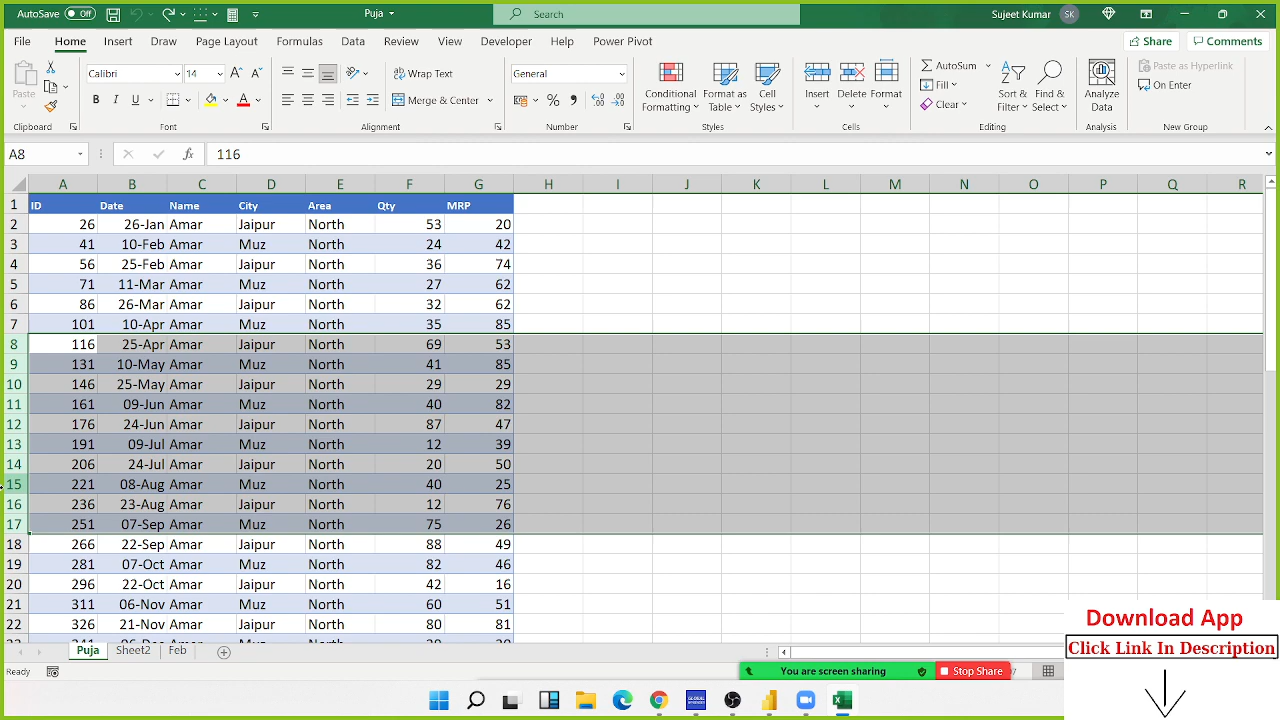 AutoSave Off Puja Search Sujeet Kumar SK
File Home Insert Draw Page Layout Formulas Data Review View Developer Help Power Pivot Share Comments
Paste Calibri 14 Wrap Text General Conditional Formatting Format as Table Cell Styles Insert Delete Format AutoSum Sort & Filter Find & Select Analyze Data Paste as Hyperlink
B I U Merge & Center Fill Clear On Enter
Clipboard Font Alignment Number Styles Cells Editing Analysis New Group
A8 fx 116
A B C D E F G H I J K L M N O P Q R
1 ID Date Name City Area Qty MRP
2 26 26-Jan Amar Jaipur North 53 20
3 41 10-Feb Amar Muz North 24 42
4 56 25-Feb Amar Jaipur North 36 74
5 71 11-Mar Amar Muz North 27 62
6 86 26-Mar Amar Jaipur North 32 62
7 101 10-Apr Amar Muz North 35 85
8 116 25-Apr Amar Jaipur North 69 53
9 131 10-May Amar Muz North 41 85
10 146 25-May Amar Jaipur North 29 29
11 161 09-Jun Amar Muz North 40 82
12 176 24-Jun Amar Jaipur North 87 47
13 191 09-Jul Amar Muz North 12 39
14 206 24-Jul Amar Jaipur North 20 50
15 221 08-Aug Amar Muz North 40 25
16 236 23-Aug Amar Jaipur North 12 76
17 251 07-Sep Amar Muz North 75 26
18 266 22-Sep Amar Jaipur North 88 49
19 281 07-Oct Amar Muz North 82 46
20 296 22-Oct Amar Jaipur North 42 16
21 311 06-Nov Amar Muz North 60 51
22 326 21-Nov Amar Jaipur North 80 81
Puja Sheet2 Feb
Ready You are screen sharing Stop Share
Download App
Click Link In Description